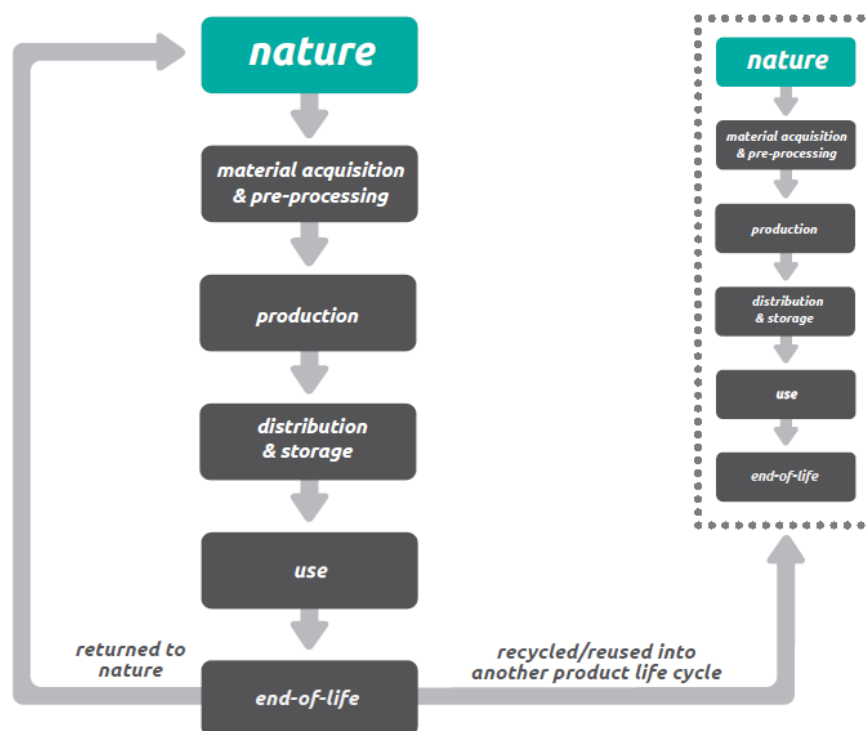 nature
material acquisition
& pre-processing
production
distribution
& storage
use
end-of-life
returned to
nature
recycled/reused into
another product life cycle
nature
material acquisition
& pre-processing
production
distribution
& storage
use
end-of-life